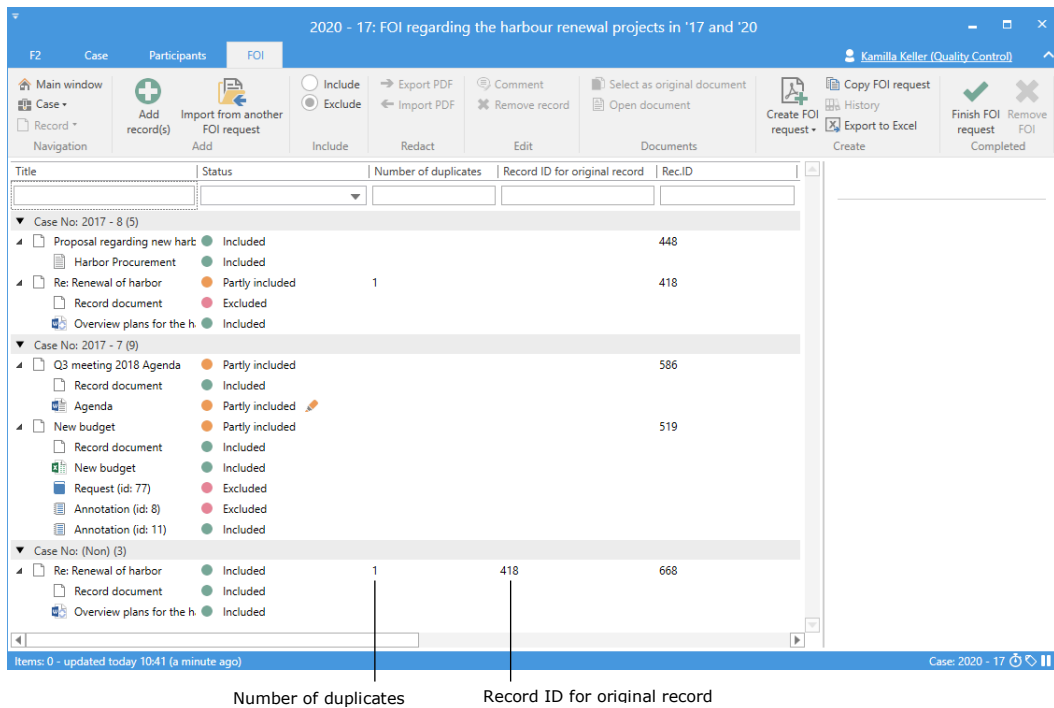 2020 - 17: FOI regarding the harbour renewal projects in '17 and '20
F2 Case Participants FOI Kamilla Keller (Quality Control)
Main window
Case
Record
Navigation
Add record(s)
Import from another FOI request
Add
Include
Exclude
Include
Export PDF
Import PDF
Redact
Comment
Remove record
Edit
Select as original document
Open document
Documents
Create FOI request
Copy FOI request
History
Export to Excel
Create
Finish FOI request
Remove FOI
Completed
Title Status Number of duplicates Record ID for original record Rec.ID
Case No: 2017 - 8 (5)
Proposal regarding new hark Included 448
Harbor Procurement Included
Re: Renewal of harbor Partly included 1 418
Record document Excluded
Overview plans for the h Included
Case No: 2017 - 7 (9)
Q3 meeting 2018 Agenda Partly included 586
Record document Included
Agenda Partly included
New budget Partly included 519
Record document Included
New budget Included
Request (id: 77) Excluded
Annotation (id: 8) Excluded
Annotation (id: 11) Included
Case No: (Non) (3)
Re: Renewal of harbor Included 1 418 668
Record document Included
Overview plans for the h Included
Items: 0 - updated today 10:41 (a minute ago) Case: 2020 - 17
Number of duplicates Record ID for original record